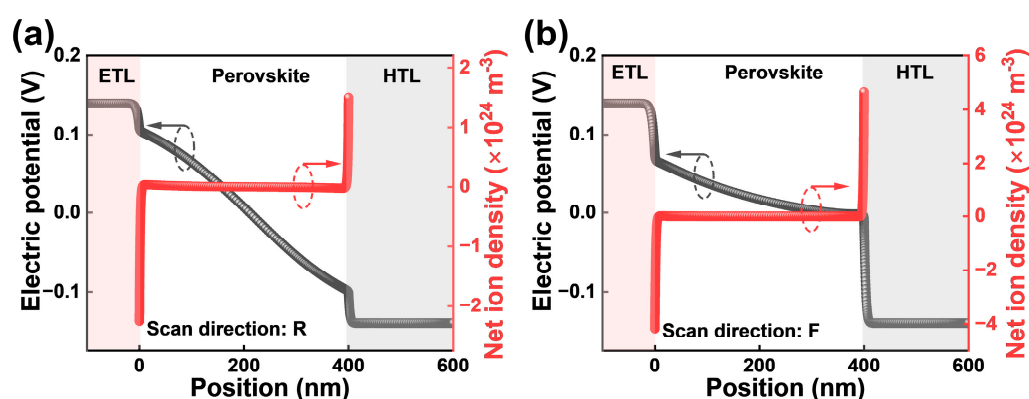 (a)
Electric potential (V)
0.2
0.1
0.0
−0.1
ETL
Perovskite
HTL
Scan direction: R
0
200
400
600
Position (nm)
2
1
0
−1
−2
Net ion density (×10²⁴ m⁻³)
(b)
Electric potential (V)
0.2
0.1
0.0
−0.1
ETL
Perovskite
HTL
Scan direction: F
0
200
400
600
Position (nm)
6
4
2
0
−2
−4
Net ion density (×10²⁴ m⁻³)